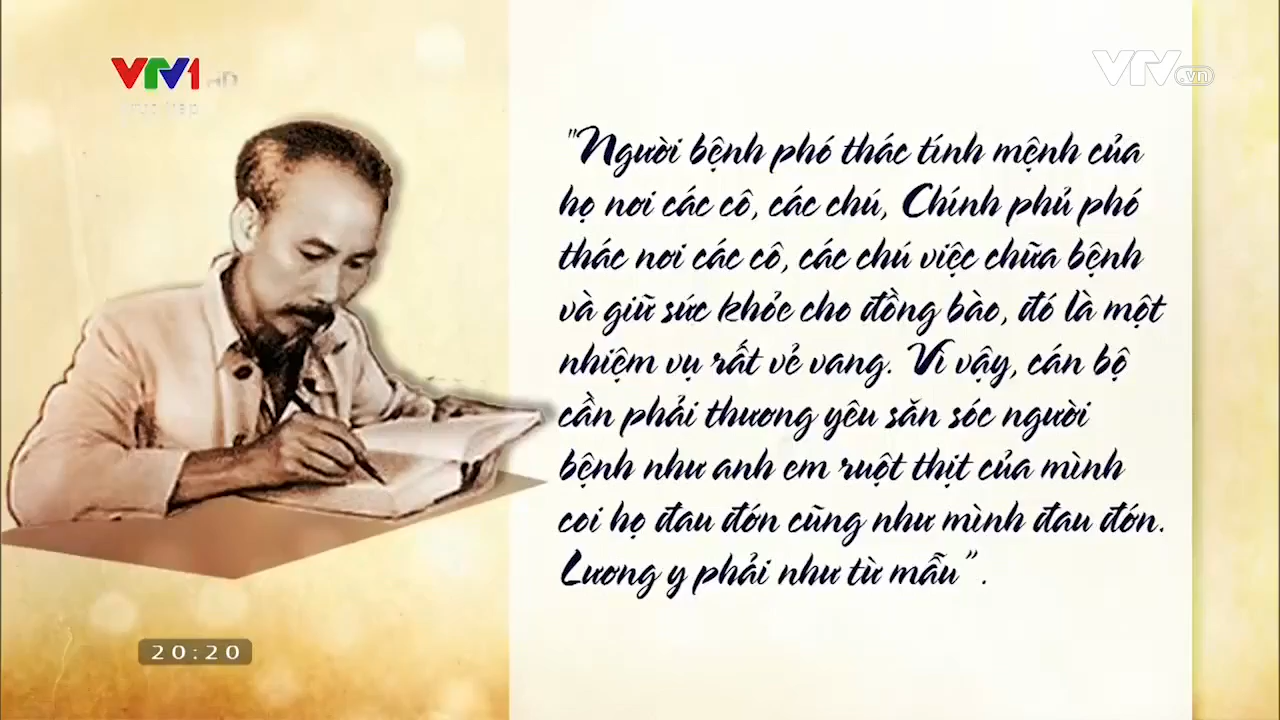 VTV1 HD
VTV.vn
"Người bệnh phó thác tính mệnh của
họ nơi các cô, các chú, Chính phủ phó
thác nơi các cô, các chú việc chữa bệnh
và giữ sức khỏe cho đồng bào, đó là một
nhiệm vụ rất vẻ vang. Vì vậy, cán bộ
cần phải thương yêu săn sóc người
bệnh như anh em ruột thịt của mình
coi họ đau đớn cũng như mình đau đớn.
Lương y phải như từ mẫu".
20:20